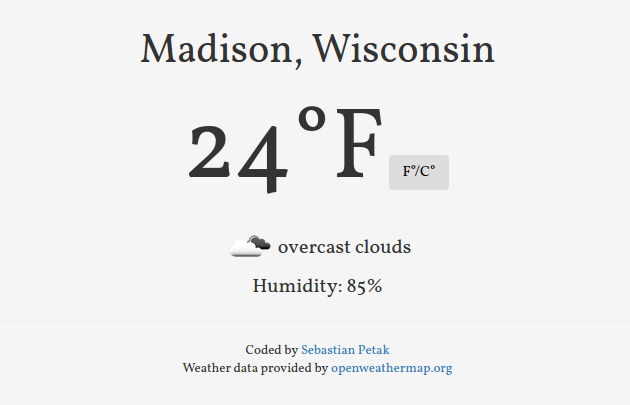 Madison, Wisconsin
24°F F°/C°
overcast clouds
Humidity: 85%
Coded by Sebastian Petak
Weather data provided by openweathermap.org